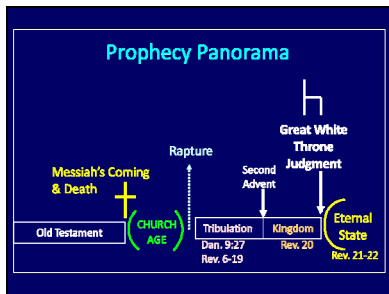 Prophecy Panorama
Great White
Throne
Judgment
Rapture
Second
Advent
Messiah's Coming
& Death
Old Testament
CHURCH
AGE
Tribulation
Kingdom
Eternal
State
Dan. 9:27
Rev. 6-19
Rev. 20
Rev. 21-22